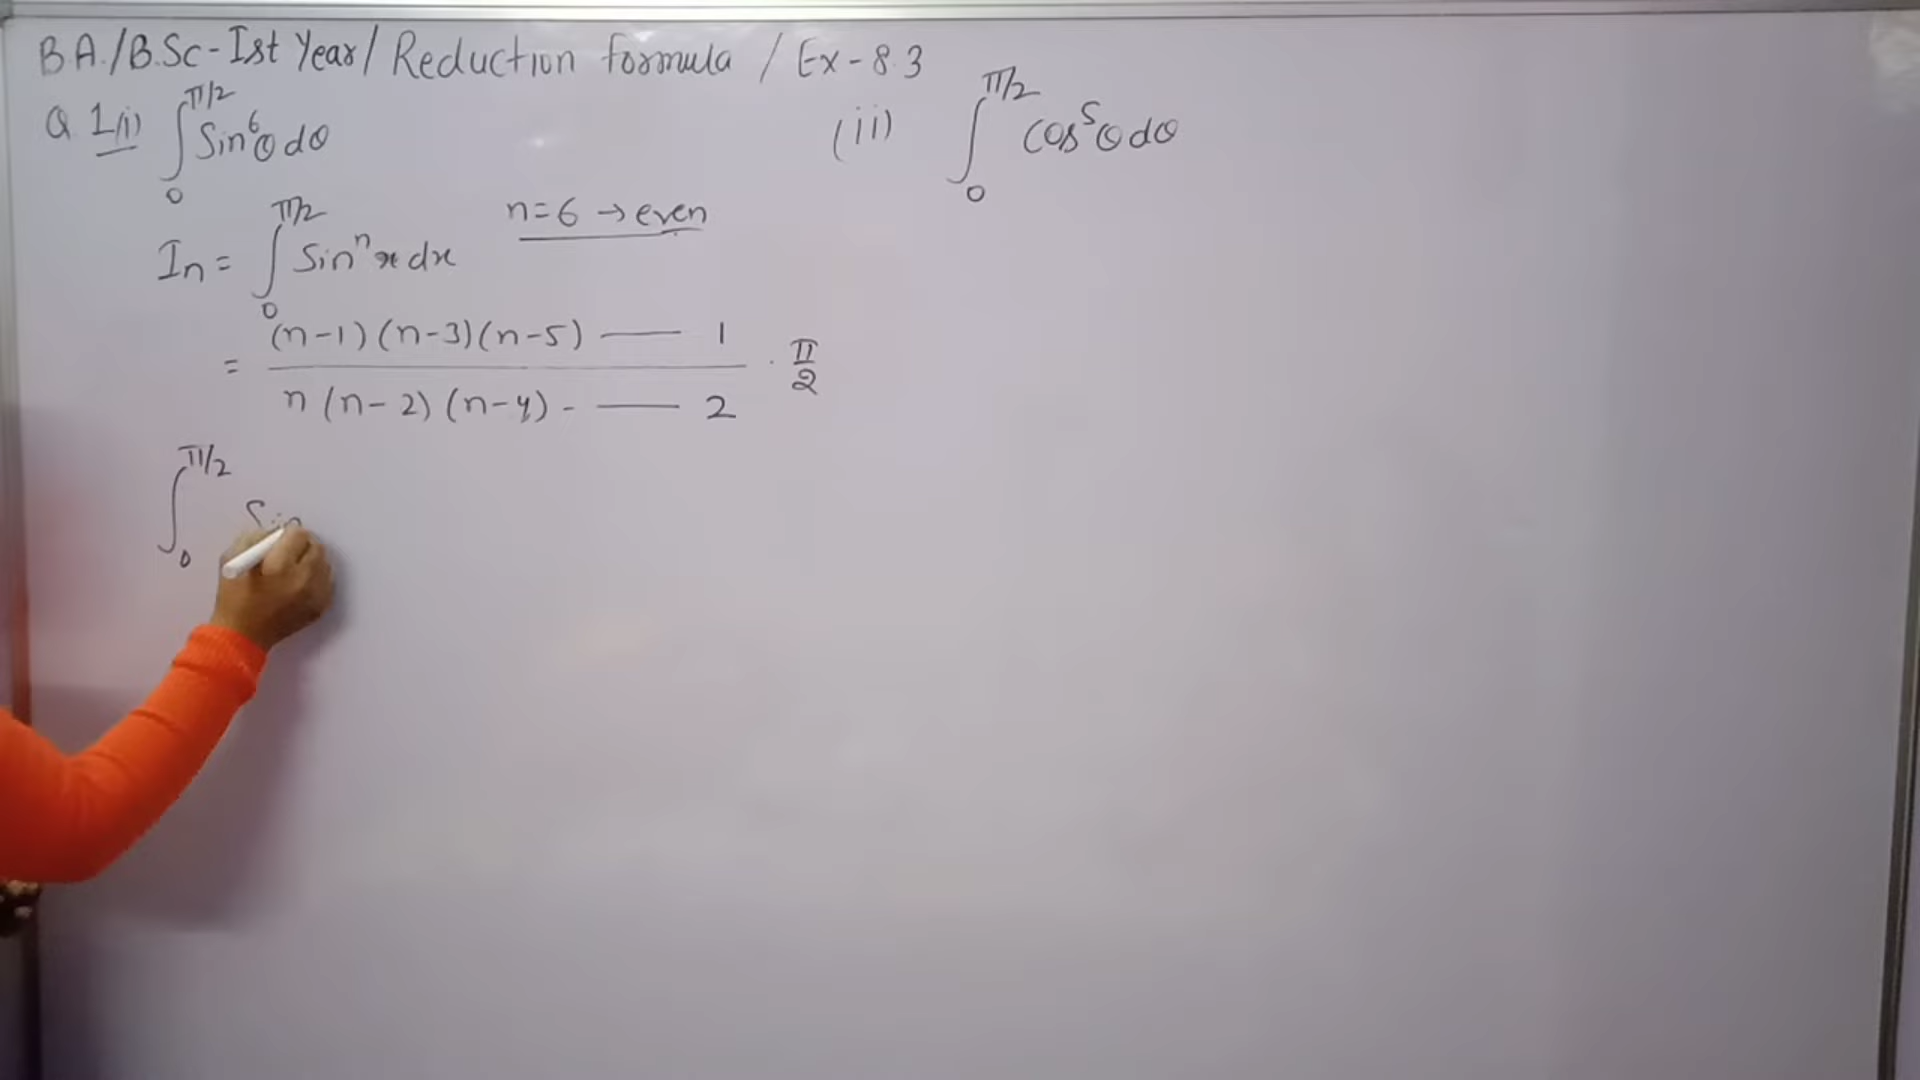 B A./B.Sc - Ist Year / Reduction formula / Ex - 8.3
Q 1(i) ∫₀^π/2 Sin⁶θ dθ
In = ∫₀^π/2 Sinⁿx dx n=6 → even
= (n-1)(n-3)(n-5) —— 1 / n(n-2)(n-4) - —— 2 . π/2
∫₀^π/2 Sin
(ii) ∫₀^π/2 Cos⁵θ dθ